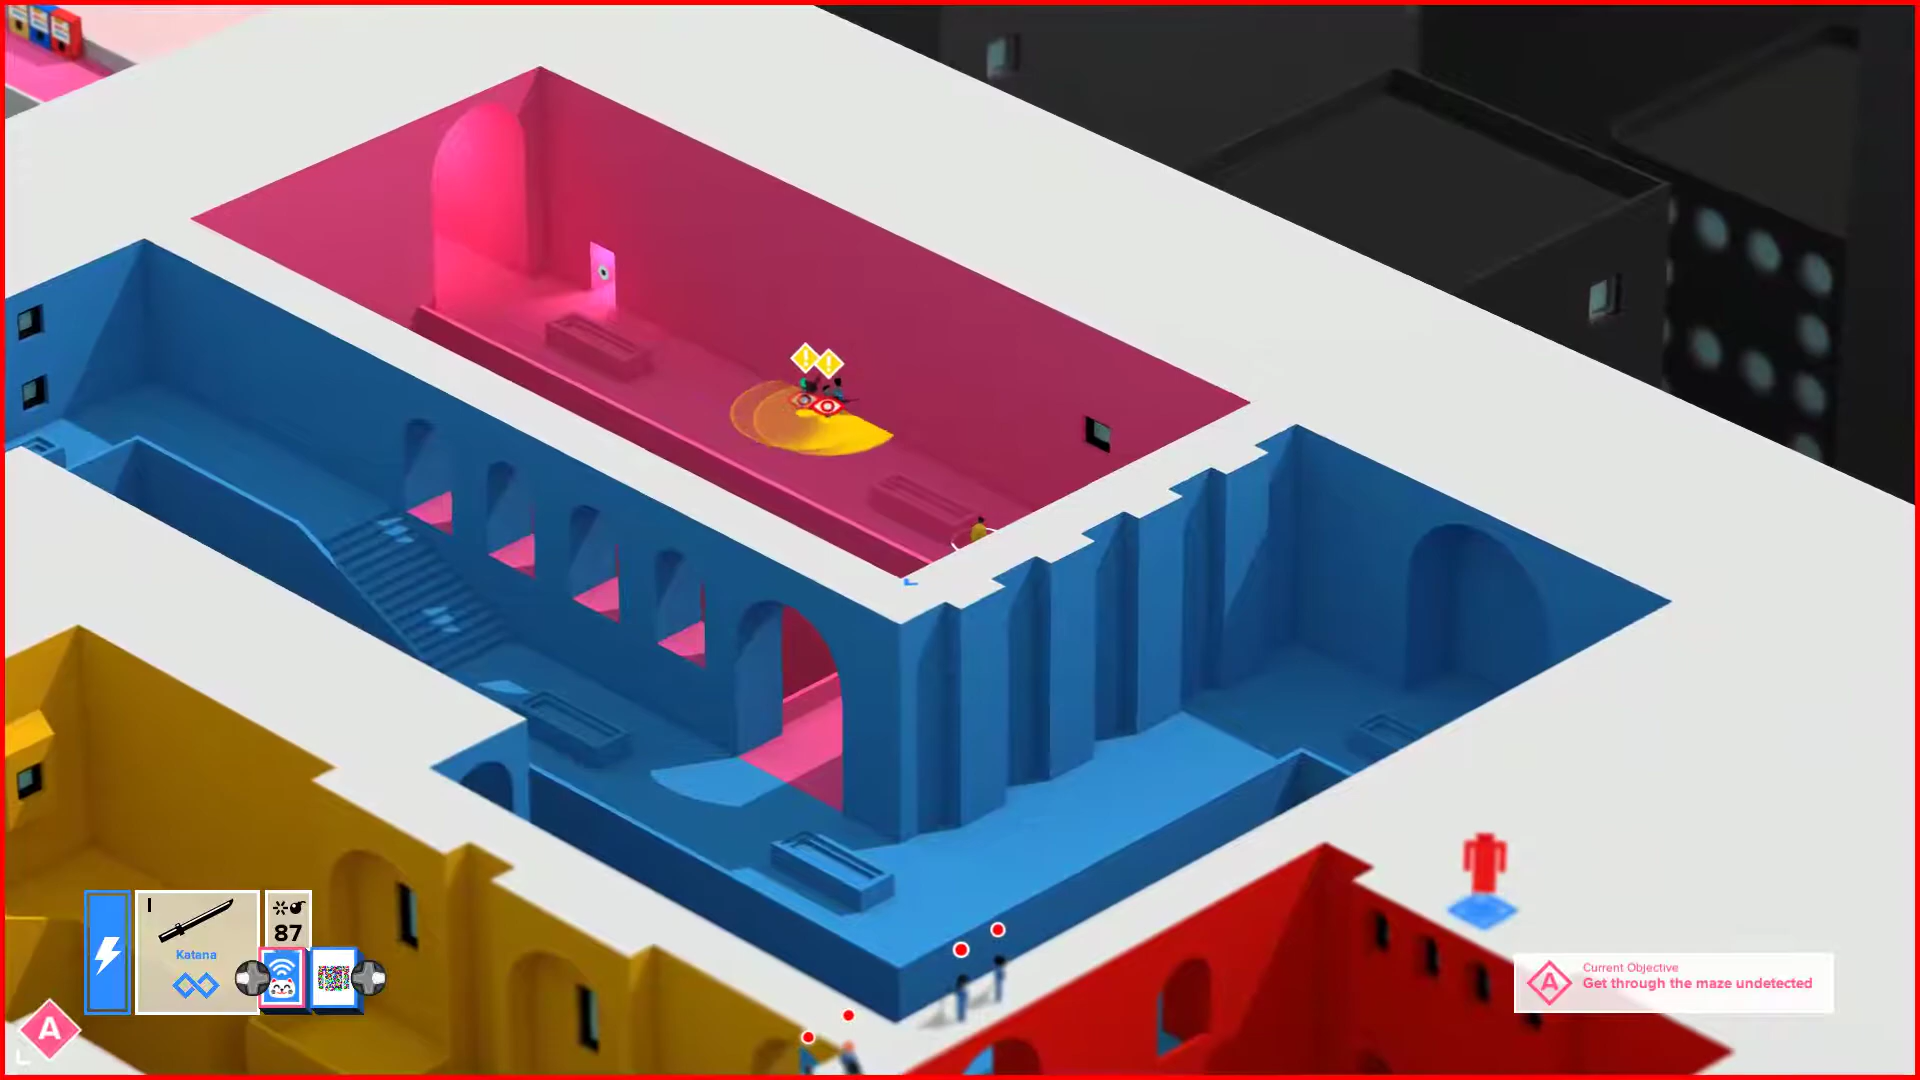 I
Katana
87
A
A
Current Objective
Get through the maze undetected